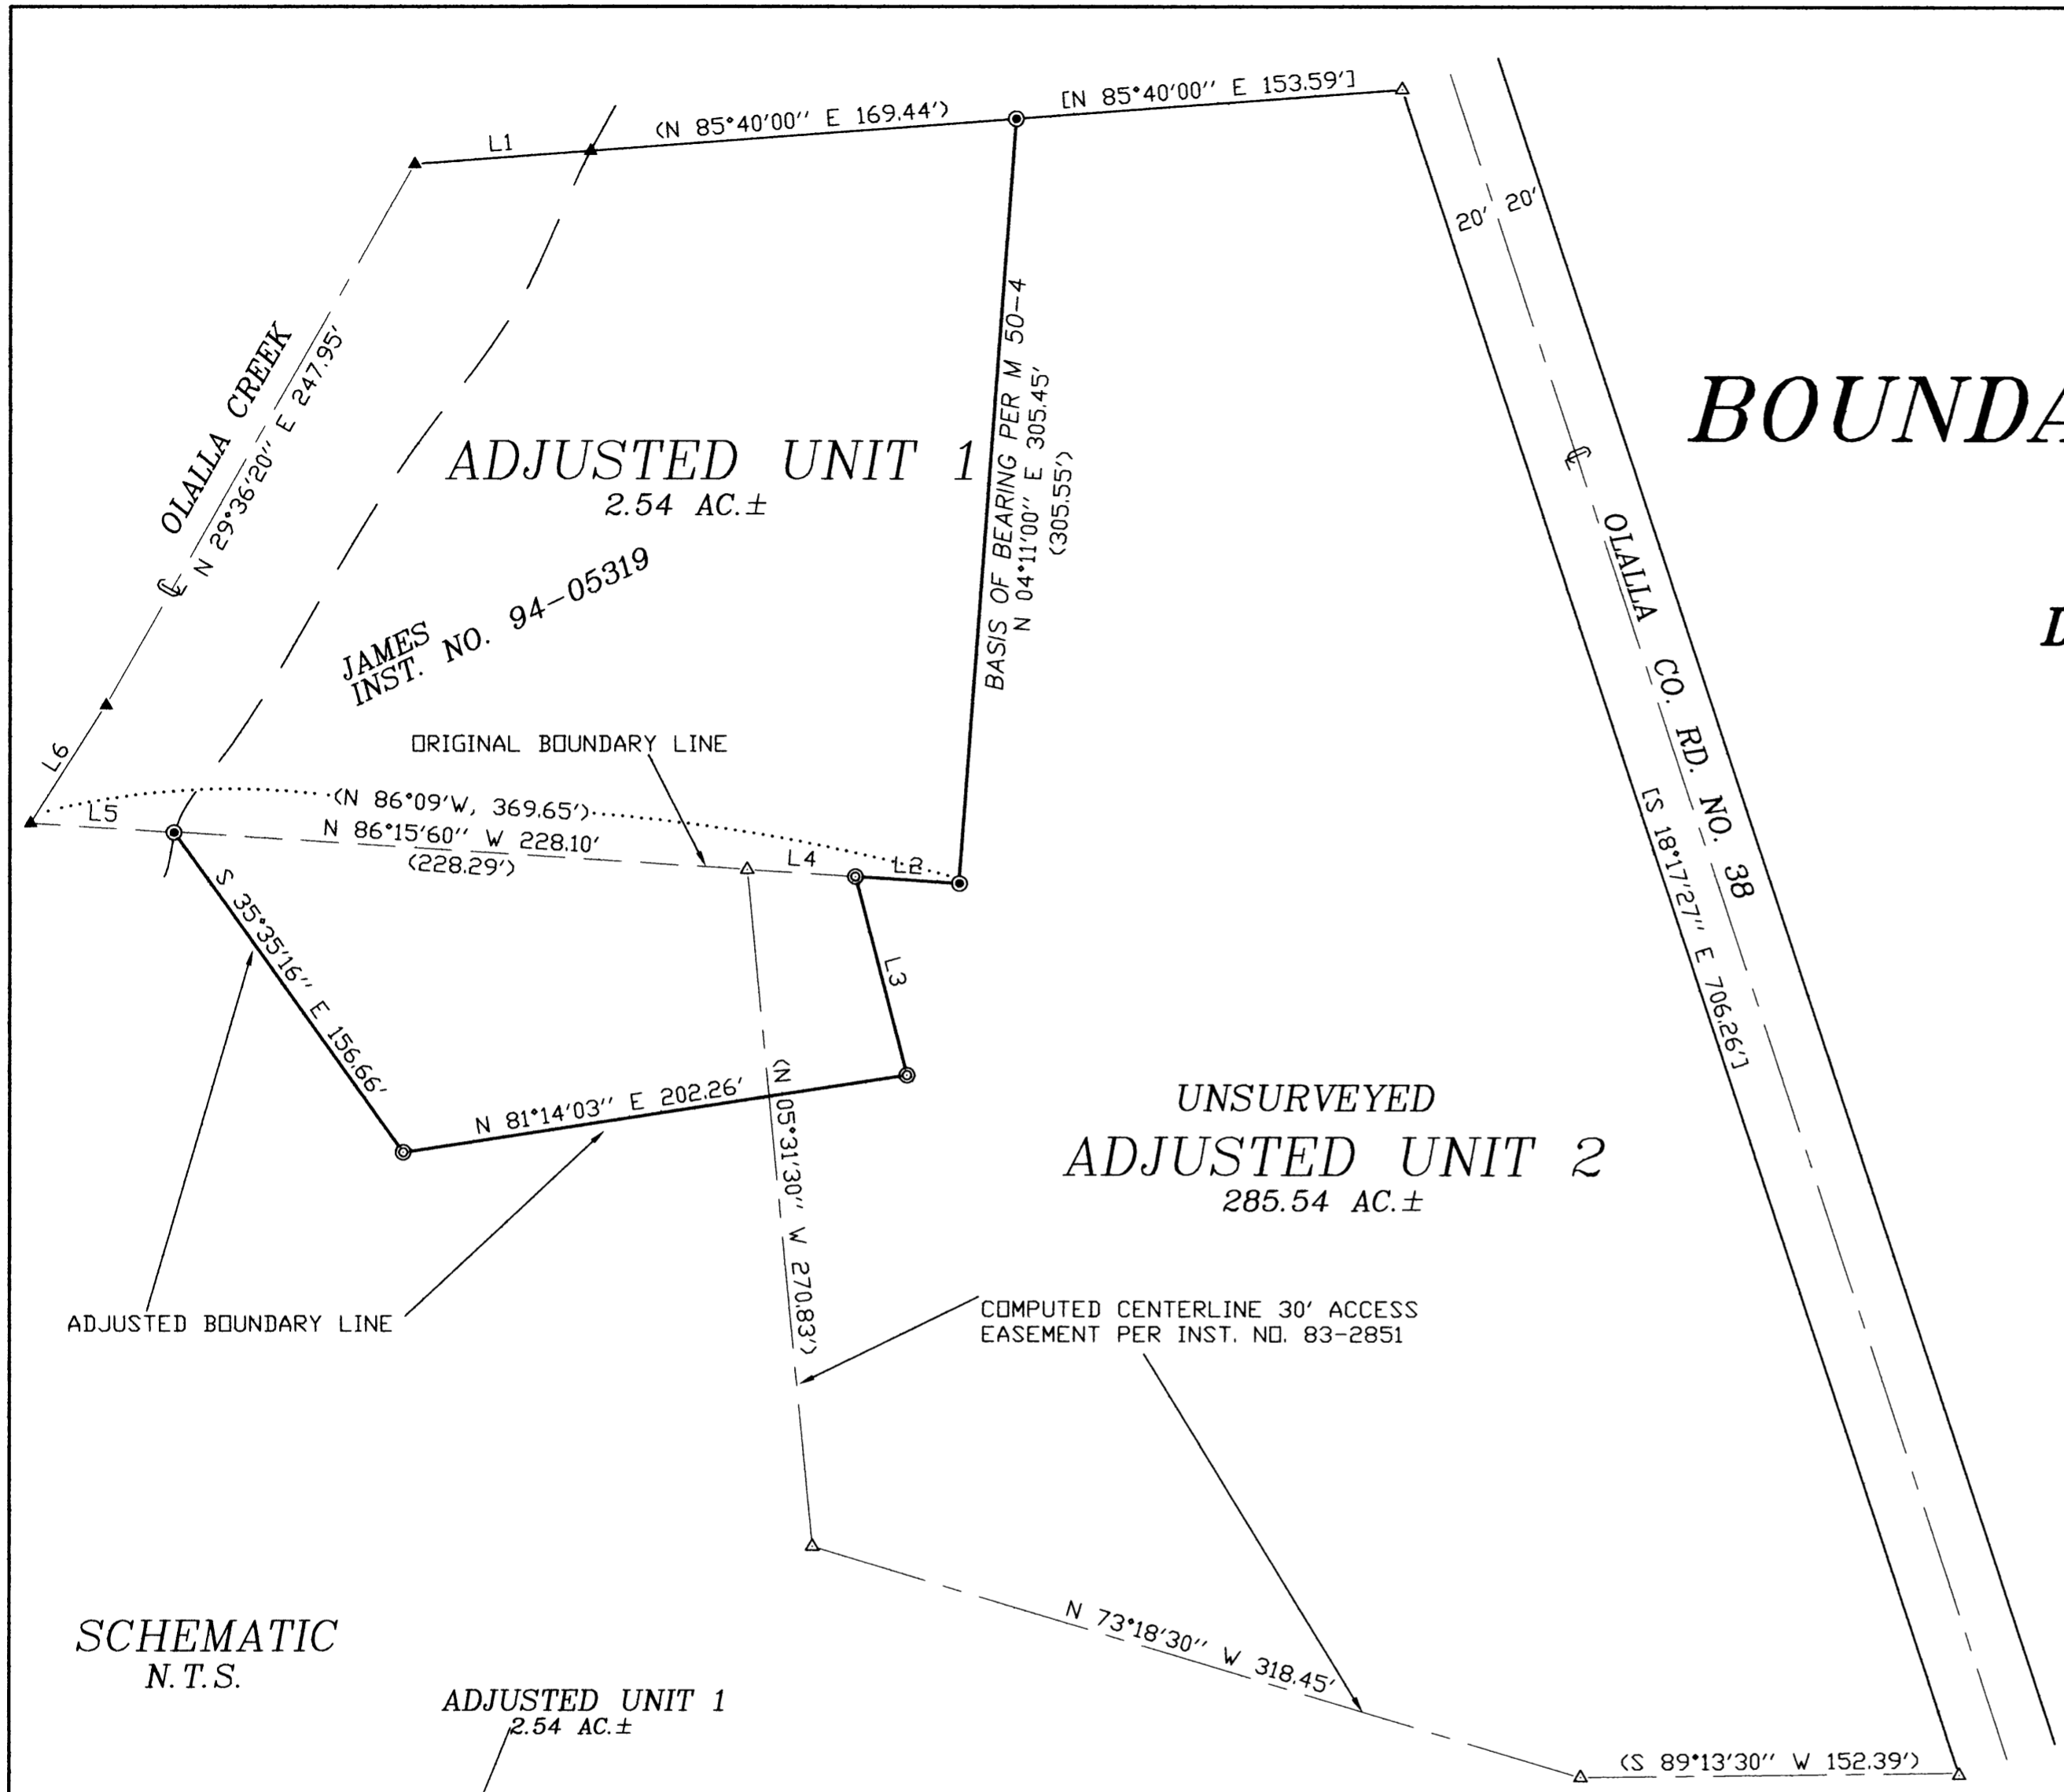 [N 85°40'00'' E 153.59']
(N 85°40'00'' E 169.44')
L1
20' 20'
OLALLA CREEK
N 29°36'20'' E 247.95'
BASIS OF BEARING PER M 50-4
N 04°11'00'' E 305.45'
(305.55')
BOUNDA
ADJUSTED UNIT 1
2.54 AC.±
JAMES
INST. NO. 94-05319
OLALLA CO. RD. NO. 38
[S 18°17'27'' E 706.26']
ORIGINAL BOUNDARY LINE
L6
L5
(N 86°09'W, 369.65')
N 86°15'60'' W 228.10'
(228.29')
L4
L2
L3
S 35°35'16'' E 156.66'
N 81°14'03'' E 202.26'
(N 05°31'30'' W 270.83')
UNSURVEYED
ADJUSTED UNIT 2
285.54 AC.±
ADJUSTED BOUNDARY LINE
COMPUTED CENTERLINE 30' ACCESS
EASEMENT PER INST. NO. 83-2851
N 73°18'30'' W 318.45'
(S 89°13'30'' W 152.39')
SCHEMATIC
N.T.S.
ADJUSTED UNIT 1
2.54 AC.±